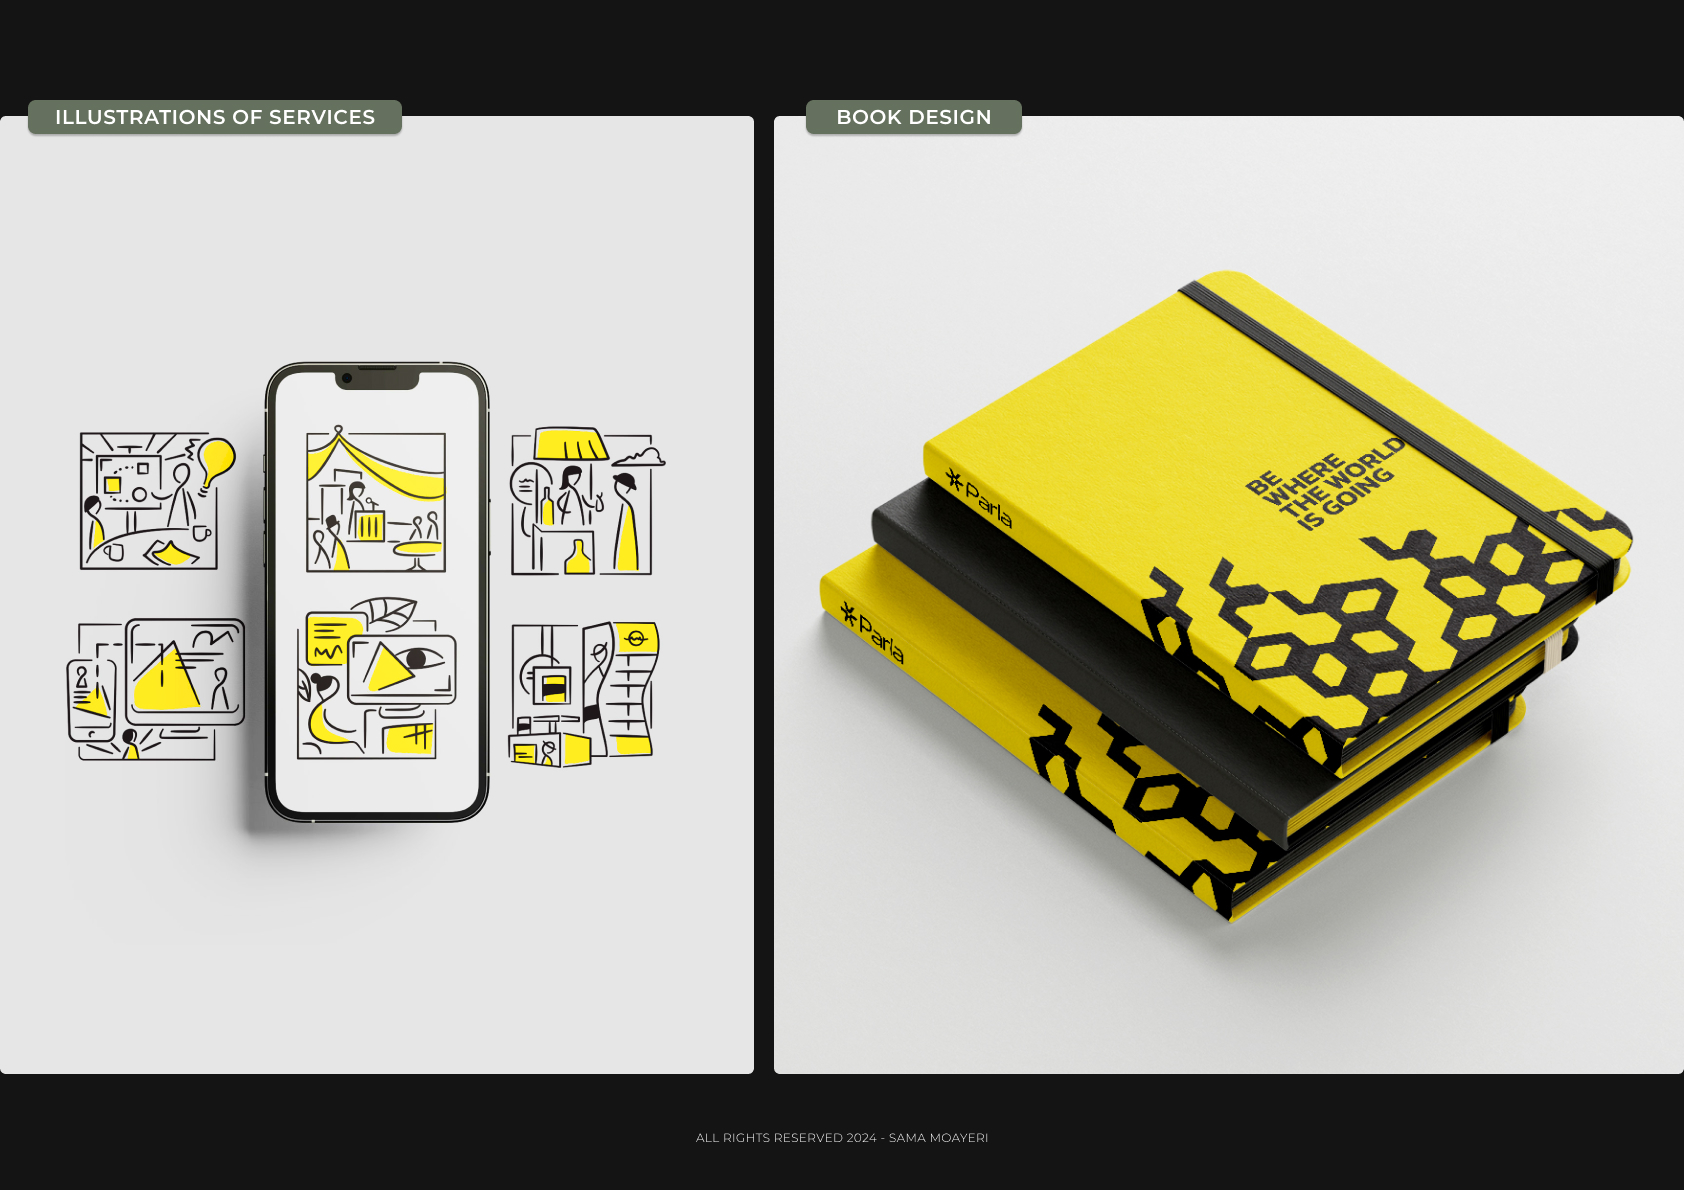 ILLUSTRATIONS OF SERVICES
BOOK DESIGN
BE
WHERE
THE WORLD
IS GOING
Parla
Parla
ALL RIGHTS RESERVED 2024 - SAMA MOAYERI